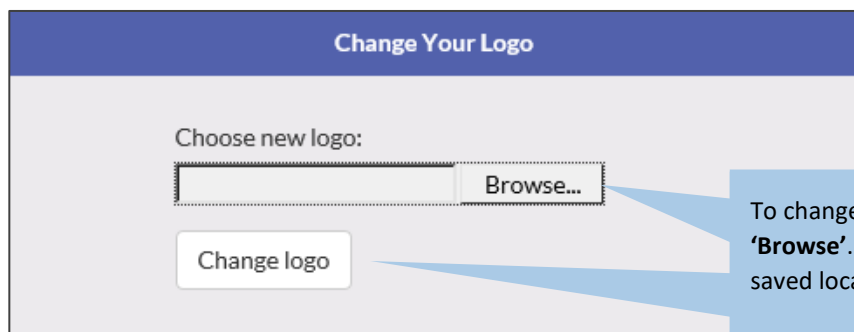 Change Your Logo
Choose new logo:
Browse...
To change
‘Browse’.
saved loca
Change logo